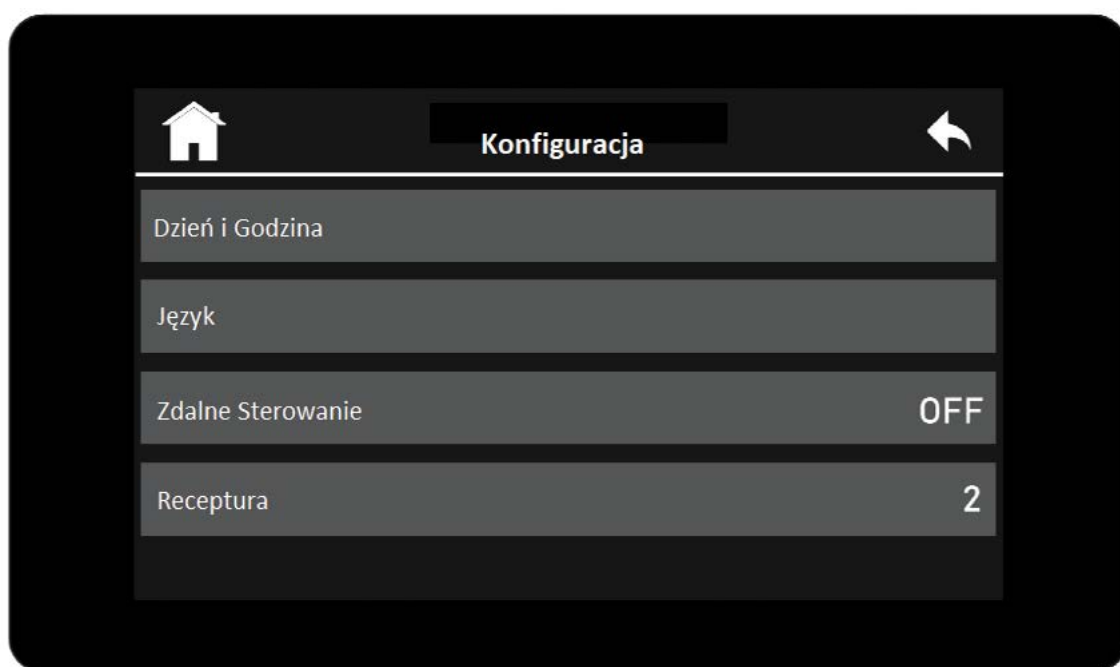 Konfiguracja
Dzień i Godzina
Język
Zdalne Sterowanie OFF
Receptura 2